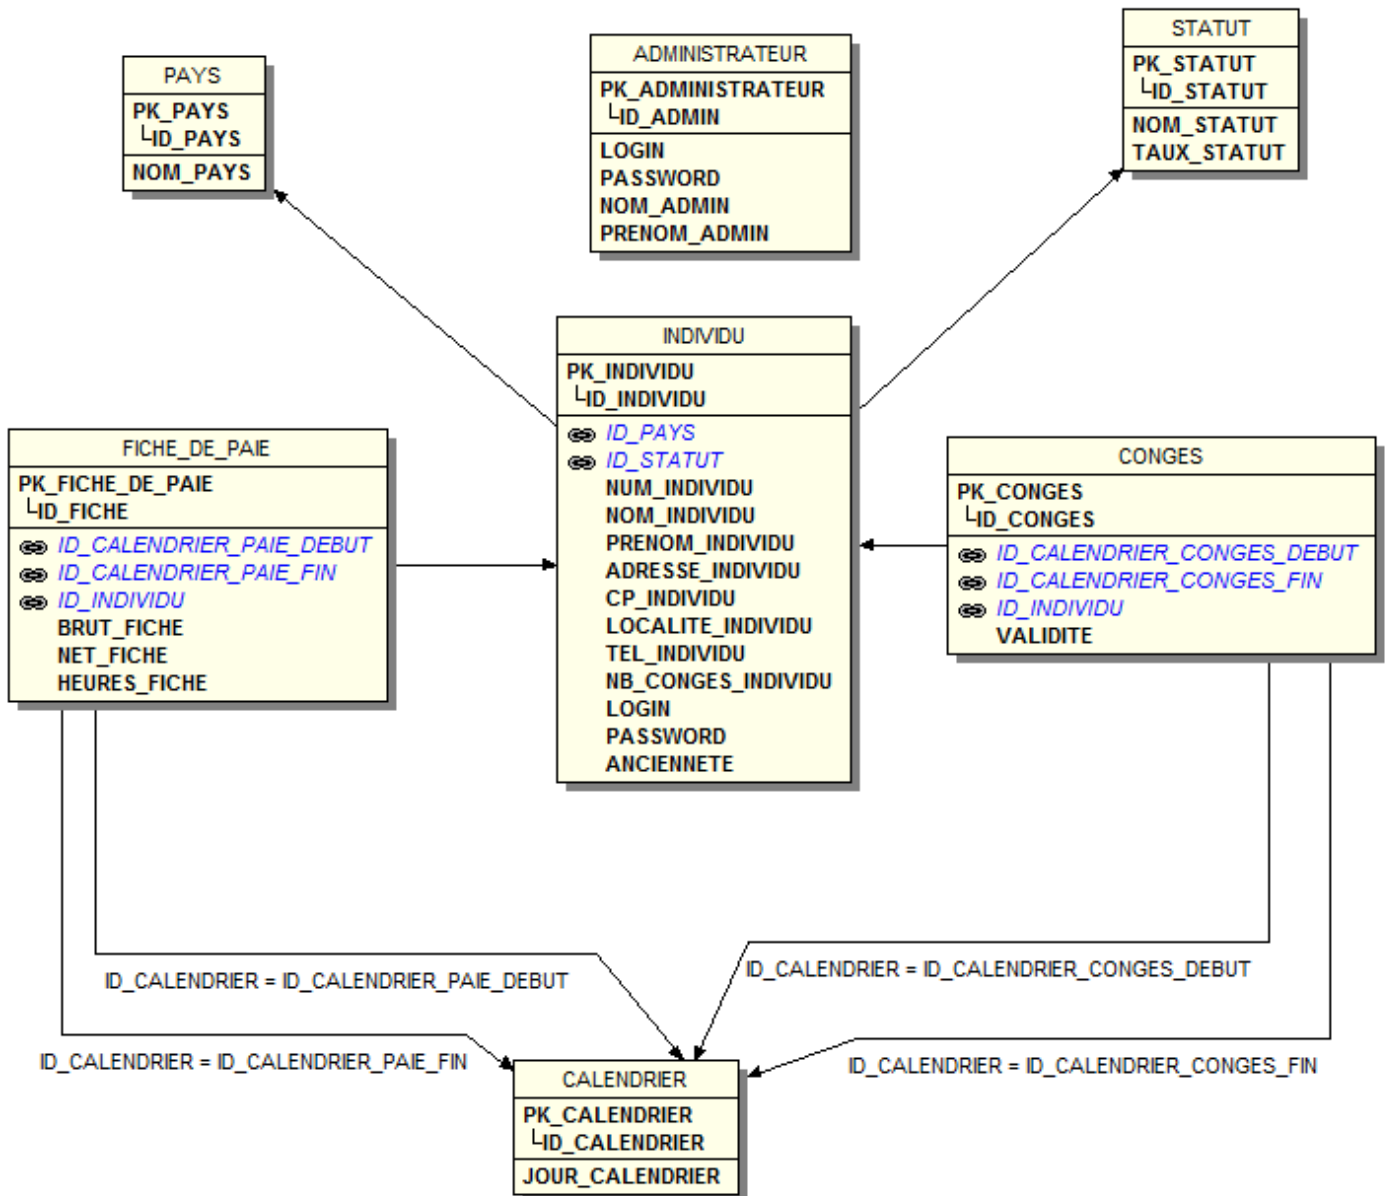 PAYS
PK_PAYS
ID_PAYS
NOM_PAYS
ADMINISTRATEUR
PK_ADMINISTRATEUR
ID_ADMIN
LOGIN
PASSWORD
NOM_ADMIN
PRENOM_ADMIN
STATUT
PK_STATUT
ID_STATUT
NOM_STATUT
TAUX_STATUT
INDIVIDU
PK_INDIVIDU
ID_INDIVIDU
ID_PAYS
ID_STATUT
NUM_INDIVIDU
NOM_INDIVIDU
PRENOM_INDIVIDU
ADRESSE_INDIVIDU
CP_INDIVIDU
LOCALITE_INDIVIDU
TEL_INDIVIDU
NB_CONGES_INDIVIDU
LOGIN
PASSWORD
ANCIENNETE
FICHE_DE_PAIE
PK_FICHE_DE_PAIE
ID_FICHE
ID_CALENDRIER_PAIE_DEBUT
ID_CALENDRIER_PAIE_FIN
ID_INDIVIDU
BRUT_FICHE
NET_FICHE
HEURES_FICHE
CONGES
PK_CONGES
ID_CONGES
ID_CALENDRIER_CONGES_DEBUT
ID_CALENDRIER_CONGES_FIN
ID_INDIVIDU
VALIDITE
ID_CALENDRIER = ID_CALENDRIER_PAIE_DEBUT
ID_CALENDRIER = ID_CALENDRIER_CONGES_DEBUT
ID_CALENDRIER = ID_CALENDRIER_PAIE_FIN
ID_CALENDRIER = ID_CALENDRIER_CONGES_FIN
CALENDRIER
PK_CALENDRIER
ID_CALENDRIER
JOUR_CALENDRIER